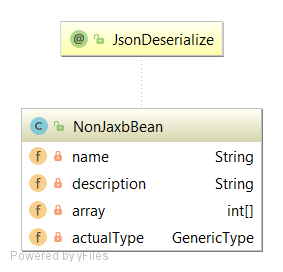 @ JsonDeserialize
C NonJaxbBean
f name String
f description String
f array int[]
f actualType GenericType
Powered by yFiles